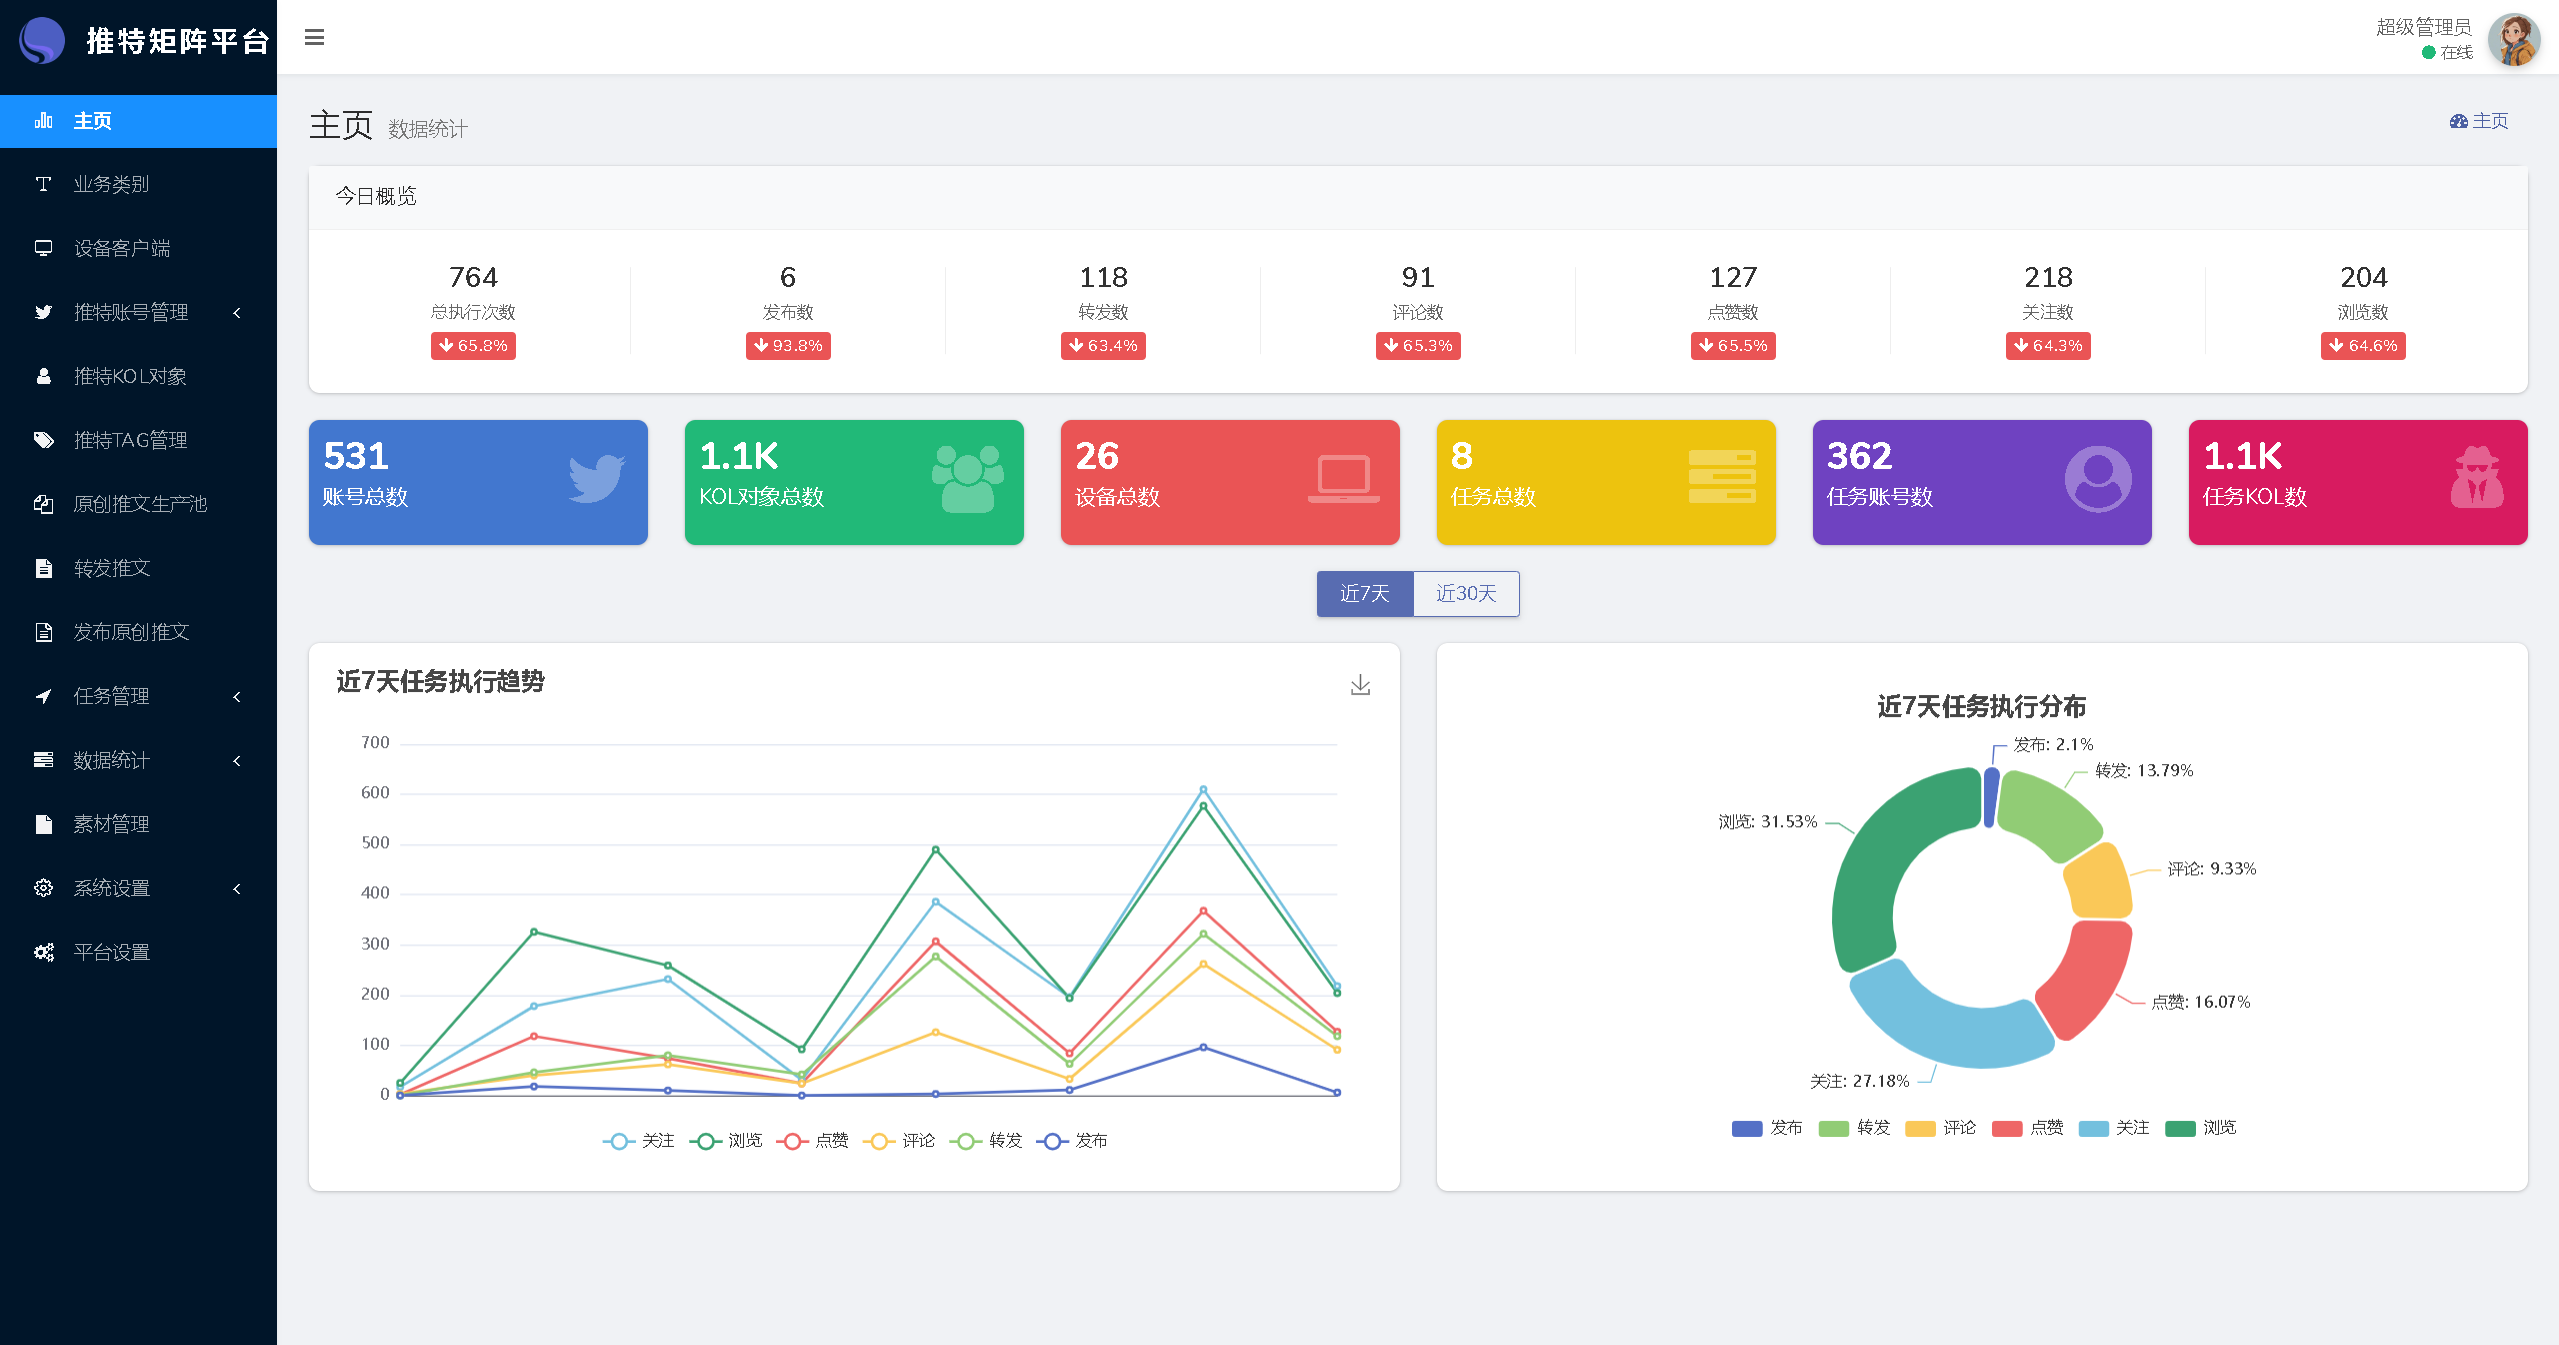 推特矩阵平台
超级管理员
在线
主页
业务类别
设备客户端
推特账号管理
推特KOL对象
推特TAG管理
原创推文生产池
转发推文
发布原创推文
任务管理
数据统计
素材管理
系统设置
平台设置
主页 数据统计
主页
今日概览
764
总执行次数
65.8%
6
发布数
93.8%
118
转发数
63.4%
91
评论数
65.3%
127
点赞数
65.5%
218
关注数
64.3%
204
浏览数
64.6%
531
账号总数
1.1K
KOL对象总数
26
设备总数
8
任务总数
362
任务账号数
1.1K
任务KOL数
近7天 近30天
近7天任务执行趋势
700
600
500
400
300
200
100
0
关注 浏览 点赞 评论 转发 发布
近7天任务执行分布
发布: 2.1%
转发: 13.79%
浏览: 31.53%
评论: 9.33%
点赞: 16.07%
关注: 27.18%
发布 转发 评论 点赞 关注 浏览